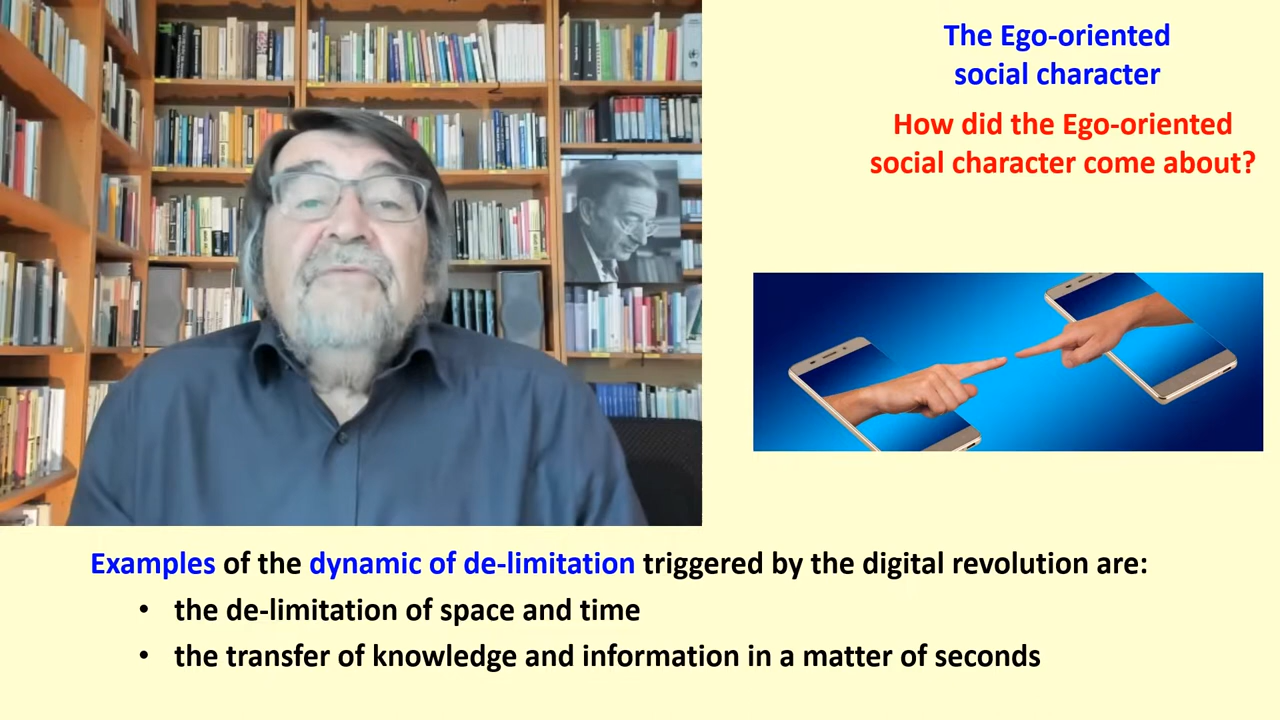 The Ego-oriented
social character
How did the Ego-oriented
social character come about?
Examples of the dynamic of de-limitation triggered by the digital revolution are:
• the de-limitation of space and time
• the transfer of knowledge and information in a matter of seconds